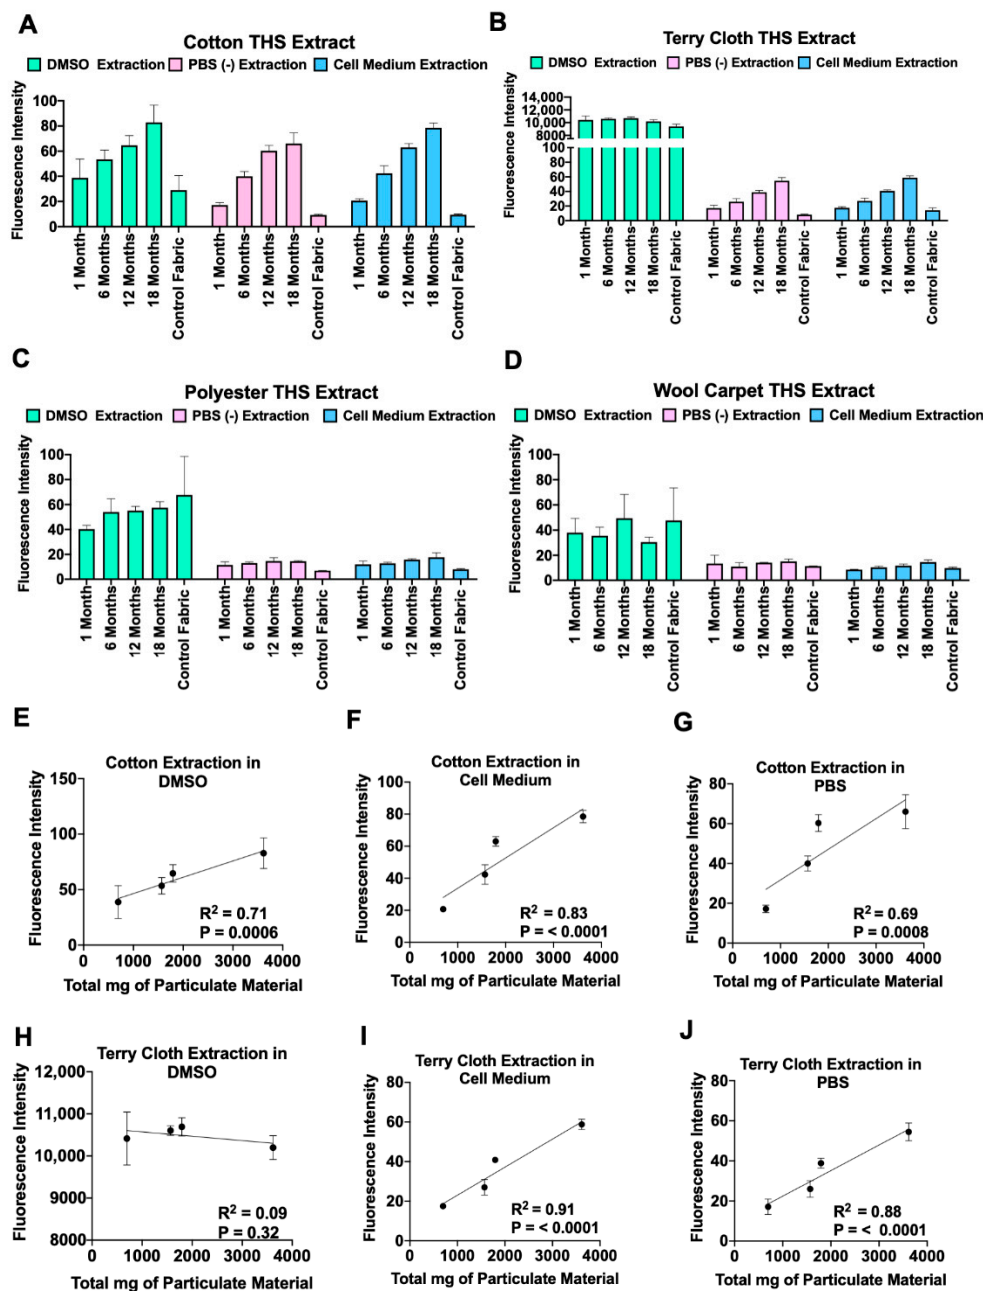 A
Cotton THS Extract
DMSO Extraction PBS (-) Extraction Cell Medium Extraction
Fluorescence Intensity
100
80
60
40
20
0
1 Month
6 Months
12 Months
18 Months
Control Fabric
1 Month
6 Months
12 Months
18 Months
Control Fabric
1 Month
6 Months
12 Months
18 Months
Control Fabric
B
Terry Cloth THS Extract
DMSO Extraction PBS (-) Extraction Cell Medium Extraction
Fluorescence Intensity
14,000
12,000
10,000
8000
100
80
60
40
20
0
1 Month
6 Months
12 Months
18 Months
Control Fabric
1 Month
6 Months
12 Months
18 Months
Control Fabric
1 Month
6 Months
12 Months
18 Months
Control Fabric
C
Polyester THS Extract
DMSO Extraction PBS (-) Extraction Cell Medium Extraction
Fluorescence Intensity
100
80
60
40
20
0
1 Month
6 Months
12 Months
18 Months
Control Fabric
1 Month
6 Months
12 Months
18 Months
Control Fabric
1 Month
6 Months
12 Months
18 Months
Control Fabric
D
Wool Carpet THS Extract
DMSO Extraction PBS (-) Extraction Cell Medium Extraction
Fluorescence Intensity
100
80
60
40
20
0
1 Month
6 Months
12 Months
18 Months
Control Fabric
1 Month
6 Months
12 Months
18 Months
Control Fabric
1 Month
6 Months
12 Months
18 Months
Control Fabric
E
Cotton Extraction in
DMSO
Fluorescence Intensity
150
100
50
0
R² = 0.71
P = 0.0006
0 1000 2000 3000 4000
Total mg of Particulate Material
F
Cotton Extraction in
Cell Medium
Fluorescence Intensity
100
80
60
40
20
0
R² = 0.83
P = < 0.0001
0 1000 2000 3000 4000
Total mg of Particulate Material
G
Cotton Extraction in
PBS
Fluorescence Intensity
80
60
40
20
0
R² = 0.69
P = 0.0008
0 1000 2000 3000 4000
Total mg of Particulate Material
H
Terry Cloth Extraction in
DMSO
Fluorescence Intensity
12,000
11,000
10,000
9000
8000
R² = 0.09
P = 0.32
0 1000 2000 3000 4000
Total mg of Particulate Material
I
Terry Cloth Extraction in
Cell Medium
Fluorescence Intensity
80
60
40
20
0
R² = 0.91
P = < 0.0001
0 1000 2000 3000 4000
Total mg of Particulate Material
J
Terry Cloth Extraction in
PBS
Fluorescence Intensity
80
60
40
20
0
R² = 0.88
P = < 0.0001
0 1000 2000 3000 4000
Total mg of Particulate Material